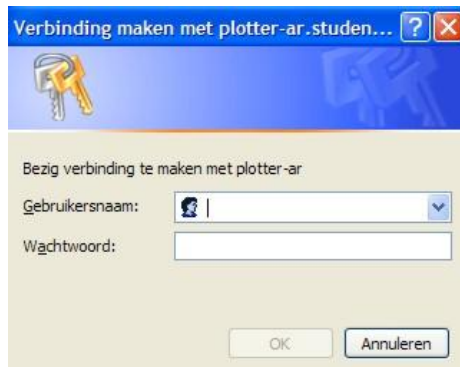 Verbinding maken met plotter-ar.studen...
Bezig verbinding te maken met plotter-ar
Gebruikersnaam:
Wachtwoord:
OK
Annuleren